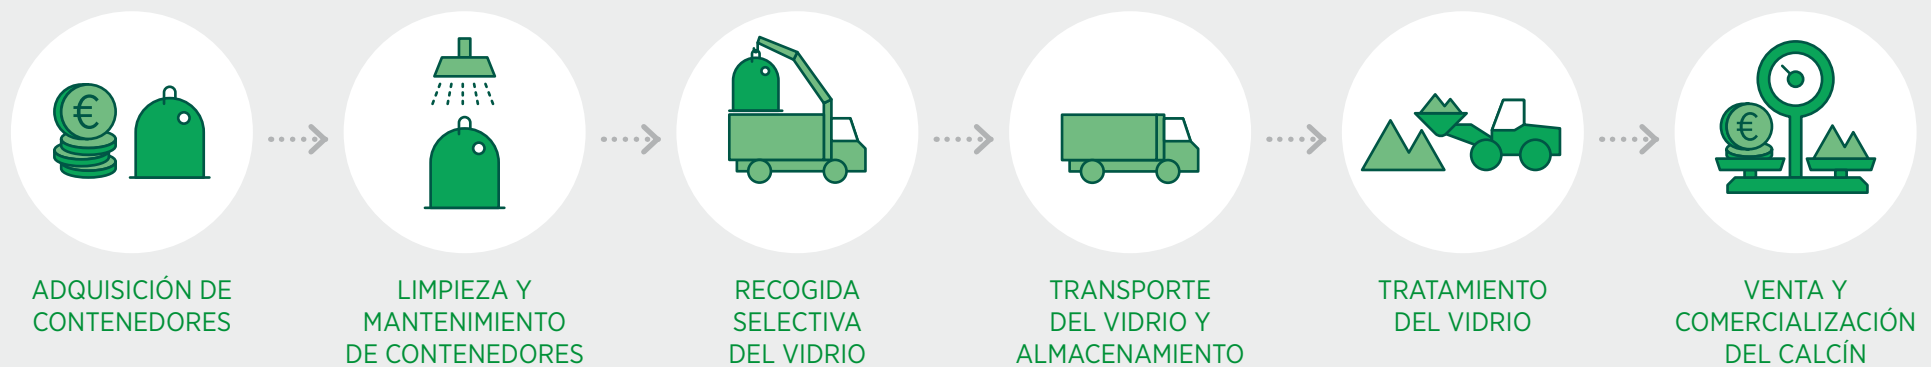 €
€
ADQUISICIÓN DE
CONTENEDORES
LIMPIEZA Y
MANTENIMIENTO
DE CONTENEDORES
RECOGIDA
SELECTIVA
DEL VIDRIO
TRANSPORTE
DEL VIDRIO Y
ALMACENAMIENTO
TRATAMIENTO
DEL VIDRIO
VENTA Y
COMERCIALIZACIÓN
DEL CALCÍN